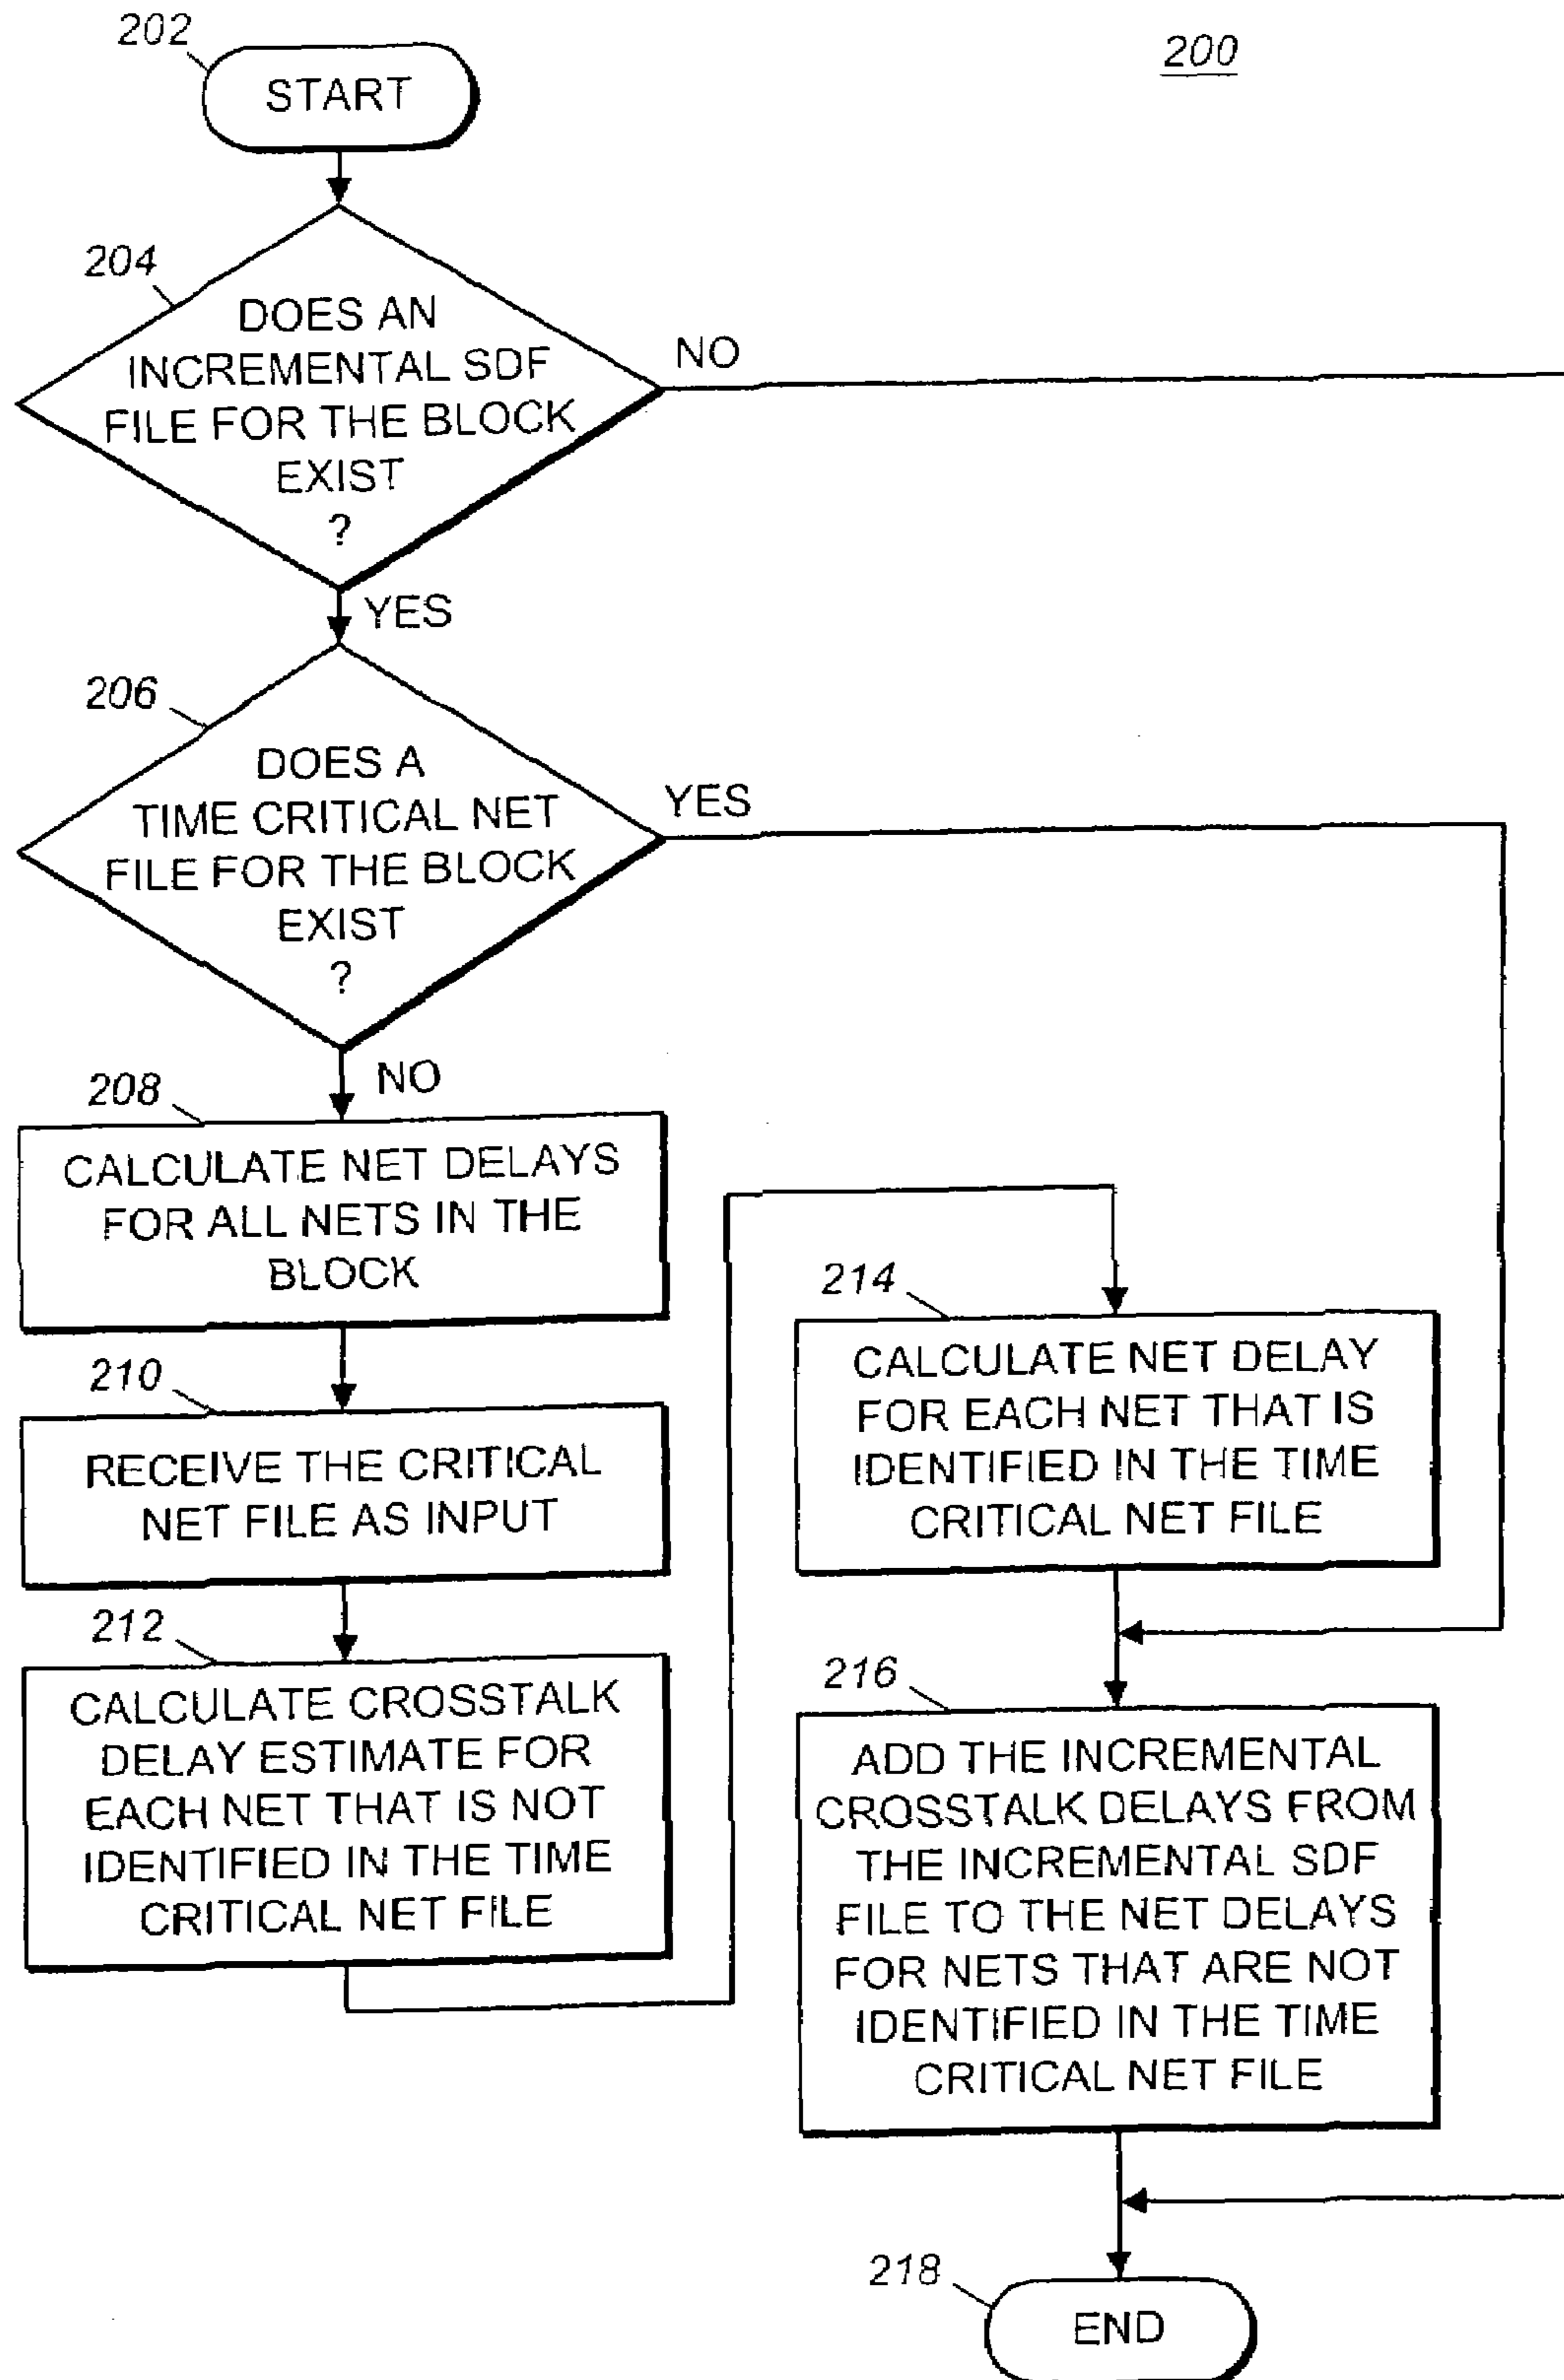 200
202
START
204
DOES AN
INCREMENTAL SDF
FILE FOR THE BLOCK
EXIST
?
NO
YES
206
DOES A
TIME CRITICAL NET
FILE FOR THE BLOCK
EXIST
?
YES
NO
208
CALCULATE NET DELAYS
FOR ALL NETS IN THE
BLOCK
210
RECEIVE THE CRITICAL
NET FILE AS INPUT
212
CALCULATE CROSSTALK
DELAY ESTIMATE FOR
EACH NET THAT IS NOT
IDENTIFIED IN THE TIME
CRITICAL NET FILE
214
CALCULATE NET DELAY
FOR EACH NET THAT IS
IDENTIFIED IN THE TIME
CRITICAL NET FILE
216
ADD THE INCREMENTAL
CROSSTALK DELAYS FROM
THE INCREMENTAL SDF
FILE TO THE NET DELAYS
FOR NETS THAT ARE NOT
IDENTIFIED IN THE TIME
CRITICAL NET FILE
218
END